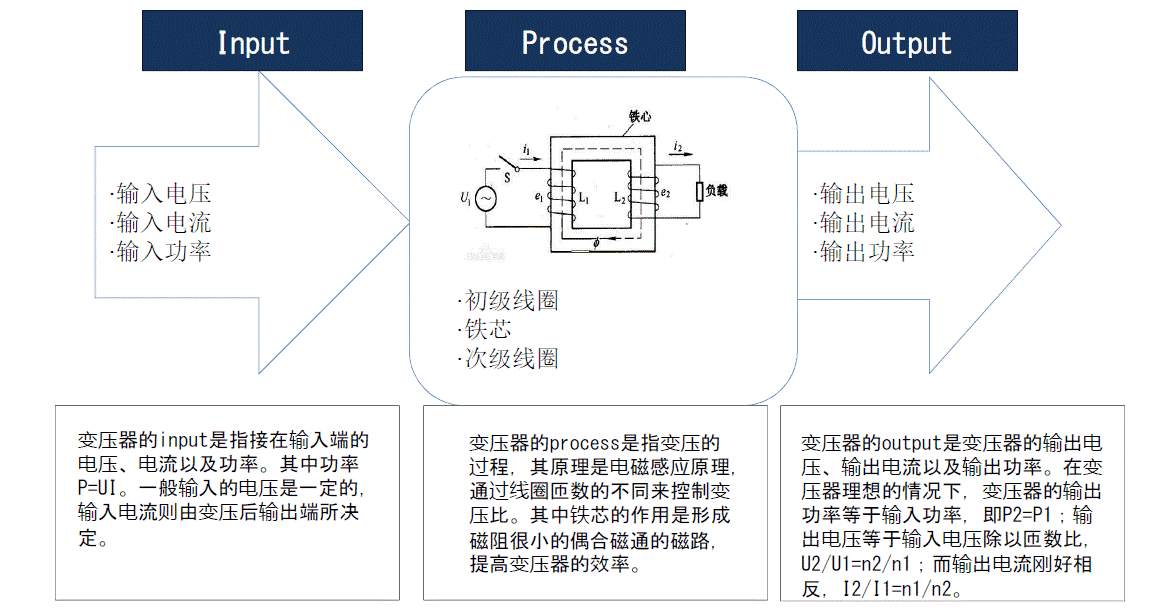 Input
Process
Output
·输入电压
·输入电流
·输入功率
铁心
i1
i2
S
Ui
e1
L1
L2
e2
负载
ϕ
·初级线圈
·铁芯
·次级线圈
·输出电压
·输出电流
·输出功率
变压器的input是指接在输入端的
电压、电流以及功率。其中功率
P=UI。一般输入的电压是一定的,
输入电流则由变压后输出端所决
定。
变压器的process是指变压的
过程, 其原理是电磁感应原理,
通过线圈匝数的不同来控制变
压比。其中铁芯的作用是形成
磁阻很小的偶合磁通的磁路,
提高变压器的效率。
变压器的output是变压器的输出电
压、输出电流以及输出功率。在变
压器理想的情况下, 变压器的输出
功率等于输入功率, 即P2=P1；输
出电压等于输入电压除以匝数比,
U2/U1=n2/n1；而输出电流刚好相
反, I2/I1=n1/n2。